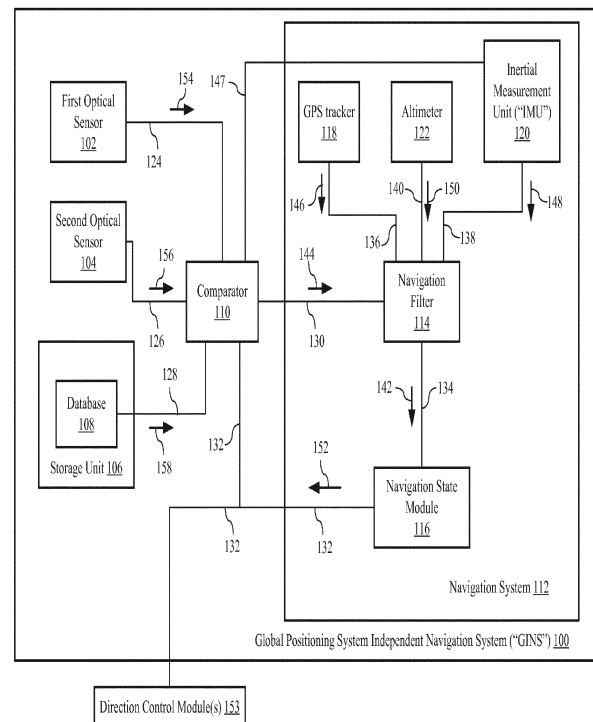 154
147
First Optical
Sensor
102
124
GPS tracker
118
Altimeter
122
Inertial
Measurement
Unit ("IMU")
120
146
140
150
148
136
138
Second Optical
Sensor
104
156
126
Comparator
110
144
130
Navigation
Filter
114
Database
108
Storage Unit 106
128
158
132
142
134
152
132
132
Navigation State
Module
116
Navigation System 112
Global Positioning System Independent Navigation System ("GINS") 100
Direction Control Module(s) 153